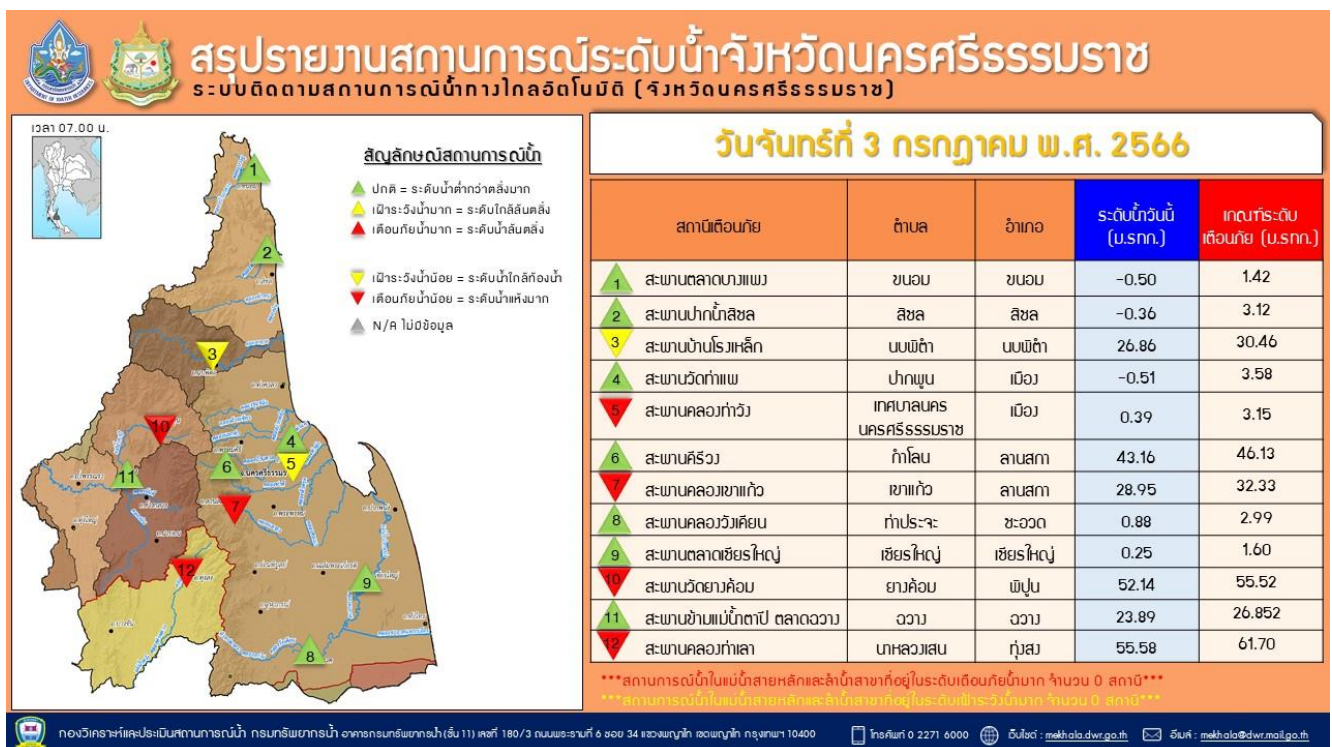 สรุปรายงานสถานการณ์ระดับน้ำจังหวัดนครศรีธรรมราช
ระบบติดตามสถานการณ์น้ำทางไกลอัตโนมัติ (จังหวัดนครศรีธรรมราช)
เวลา 07.00 น.
สัญลักษณ์สถานการณ์น้ำ
ปกติ = ระดับน้ำต่ำกว่าตลิ่งมาก
เฝ้าระวังน้ำมาก = ระดับใกล้ล้นตลิ่ง
เตือนภัยน้ำมาก = ระดับน้ำล้นตลิ่ง
เฝ้าระวังน้ำน้อย = ระดับน้ำใกล้ท้องน้ำ
เตือนภัยน้ำน้อย = ระดับน้ำแห้งมาก
N/A ไม่มีข้อมูล
1
2
3
10
4
5
6
11
7
12
9
8
วันจันทร์ที่ 3 กรกฎาคม พ.ศ. 2566
สถานีเตือนภัย ตำบล อำเภอ ระดับน้ำวันนี้ (ม.รทก.) เกณฑ์ระดับเตือนภัย (ม.รทก.)
1 สะพานตลาดบางแพง ขนอม ขนอม -0.50 1.42
2 สะพานปากน้ำสิชล สิชล สิชล -0.36 3.12
3 สะพานบ้านโรงเหล็ก นบพิตำ นบพิตำ 26.86 30.46
4 สะพานวัดท่าแพ ปากพูน เมือง -0.51 3.58
5 สะพานคลองท่าวัง เทศบาลนครนครศรีธรรมราช เมือง 0.39 3.15
6 สะพานคีรีวง กำโลน ลานสกา 43.16 46.13
7 สะพานคลองเขาแก้ว เขาแก้ว ลานสกา 28.95 32.33
8 สะพานคลองวังเคียน ท่าประจะ ชะอวด 0.88 2.99
9 สะพานตลาดเชียรใหญ่ เชียรใหญ่ เชียรใหญ่ 0.25 1.60
10 สะพานวัดยางค้อม ยางค้อม พิปูน 52.14 55.52
11 สะพานข้ามแม่น้ำตาปี ตลาดฉวาง ฉวาง ฉวาง 23.89 26.852
12 สะพานคลองท่าเลา นาหลวงเสน ทุ่งสง 55.58 61.70
***สถานการณ์น้ำในแม่น้ำสายหลักและลำน้ำสาขาที่อยู่ในระดับเตือนภัยน้ำมาก จำนวน 0 สถานี***
***สถานการณ์น้ำในแม่น้ำสายหลักและลำน้ำสาขาที่อยู่ในระดับเฝ้าระวังน้ำมาก จำนวน 0 สถานี***
กองวิเคราะห์และประเมินสถานการณ์น้ำ กรมทรัพยากรน้ำ อาคารกรมทรัพยากรน้ำ (ชั้น 11) เลขที่ 180/3 ถนนพระรามที่ 6 ซอย 34 แขวงพญาไท เขตพญาไท กรุงเทพฯ 10400 โทรศัพท์ 0 2271 6000 เว็บไซต์ : mekhala.dwr.go.th อีเมล์ : mekhala@dwr.mail.go.th